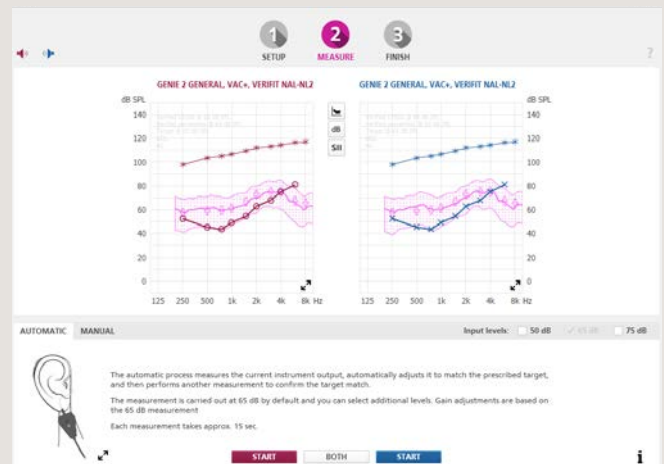 1
2
3
SETUP
MEASURE
FINISH
?
GENIE 2 GENERAL, VAC+, VERIFIT NAL-NL2
GENIE 2 GENERAL, VAC+, VERIFIT NAL-NL2
dB SPL
dB SPL
140
140
120
120
100
100
80
80
60
60
40
40
20
20
0
0
dB
SII
125 250 500 1k 2k 4k 8k Hz
125 250 500 1k 2k 4k 8k Hz
AUTOMATIC MANUAL
Input levels: 50 dB 65 dB 75 dB
The automatic process measures the current instrument output, automatically adjusts it to match the prescribed target,
and then performs another measurement to confirm the target match.
The measurement is carried out at 65 dB by default and you can select additional levels. Gain adjustments are based on
the 65 dB measurement
Each measurement takes approx. 15 sec.
START BOTH START
i